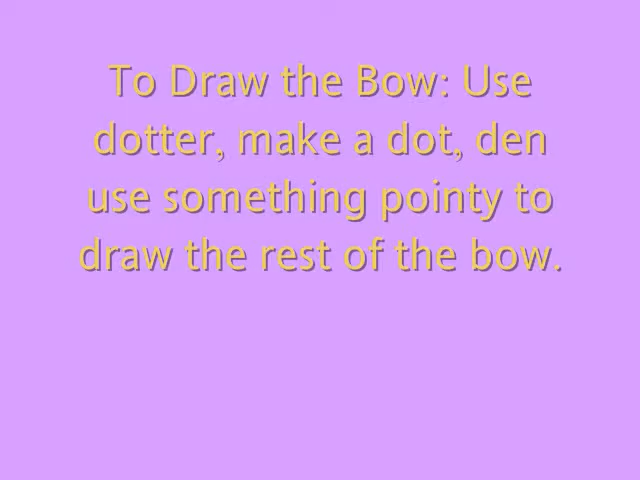 To Draw the Bow: Use
dotter, make a dot, den
use something pointy to
draw the rest of the bow.